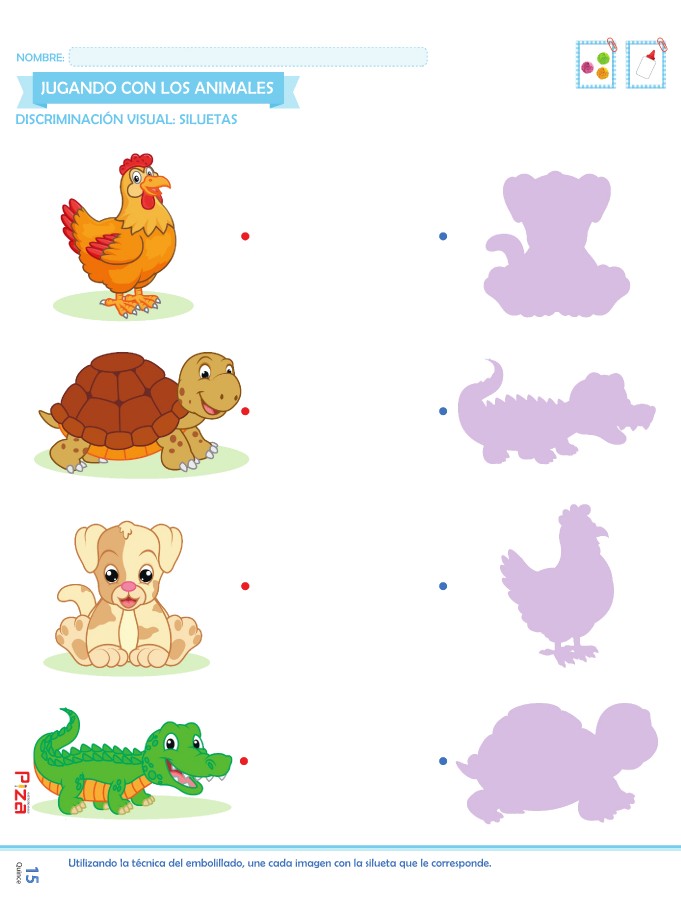 NOMBRE:
JUGANDO CON LOS ANIMALES
DISCRIMINACIÓN VISUAL: SILUETAS
Piza
15
Quince
Utilizando la técnica del embolillado, une cada imagen con la silueta que le corresponde.